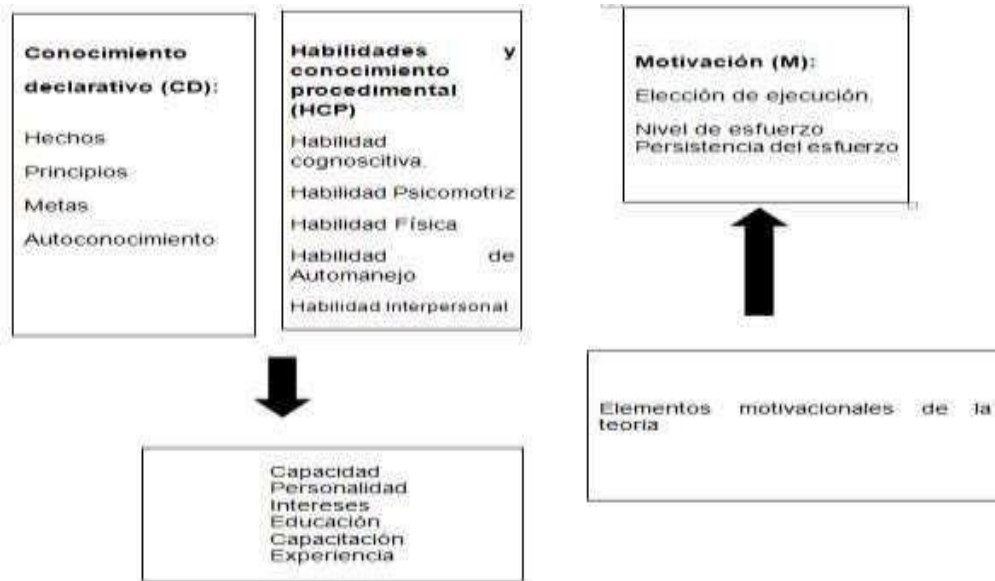 Conocimiento
declarativo (CD):
Hechos
Principios
Metas
Autoconocimiento
Habilidades y
conocimiento
procedimental
(HCP)
Habilidad
cognoscitiva.
Habilidad Psicomotriz
Habilidad Física
Habilidad de
Automanejo
Habilidad Interpersonal
Motivación (M):
Elección de ejecución.
Nivel de esfuerzo
Persistencia del esfuerzo
Capacidad
Personalidad
Intereses
Educación
Capacitación
Experiencia
Elementos motivacionales de la
teoria